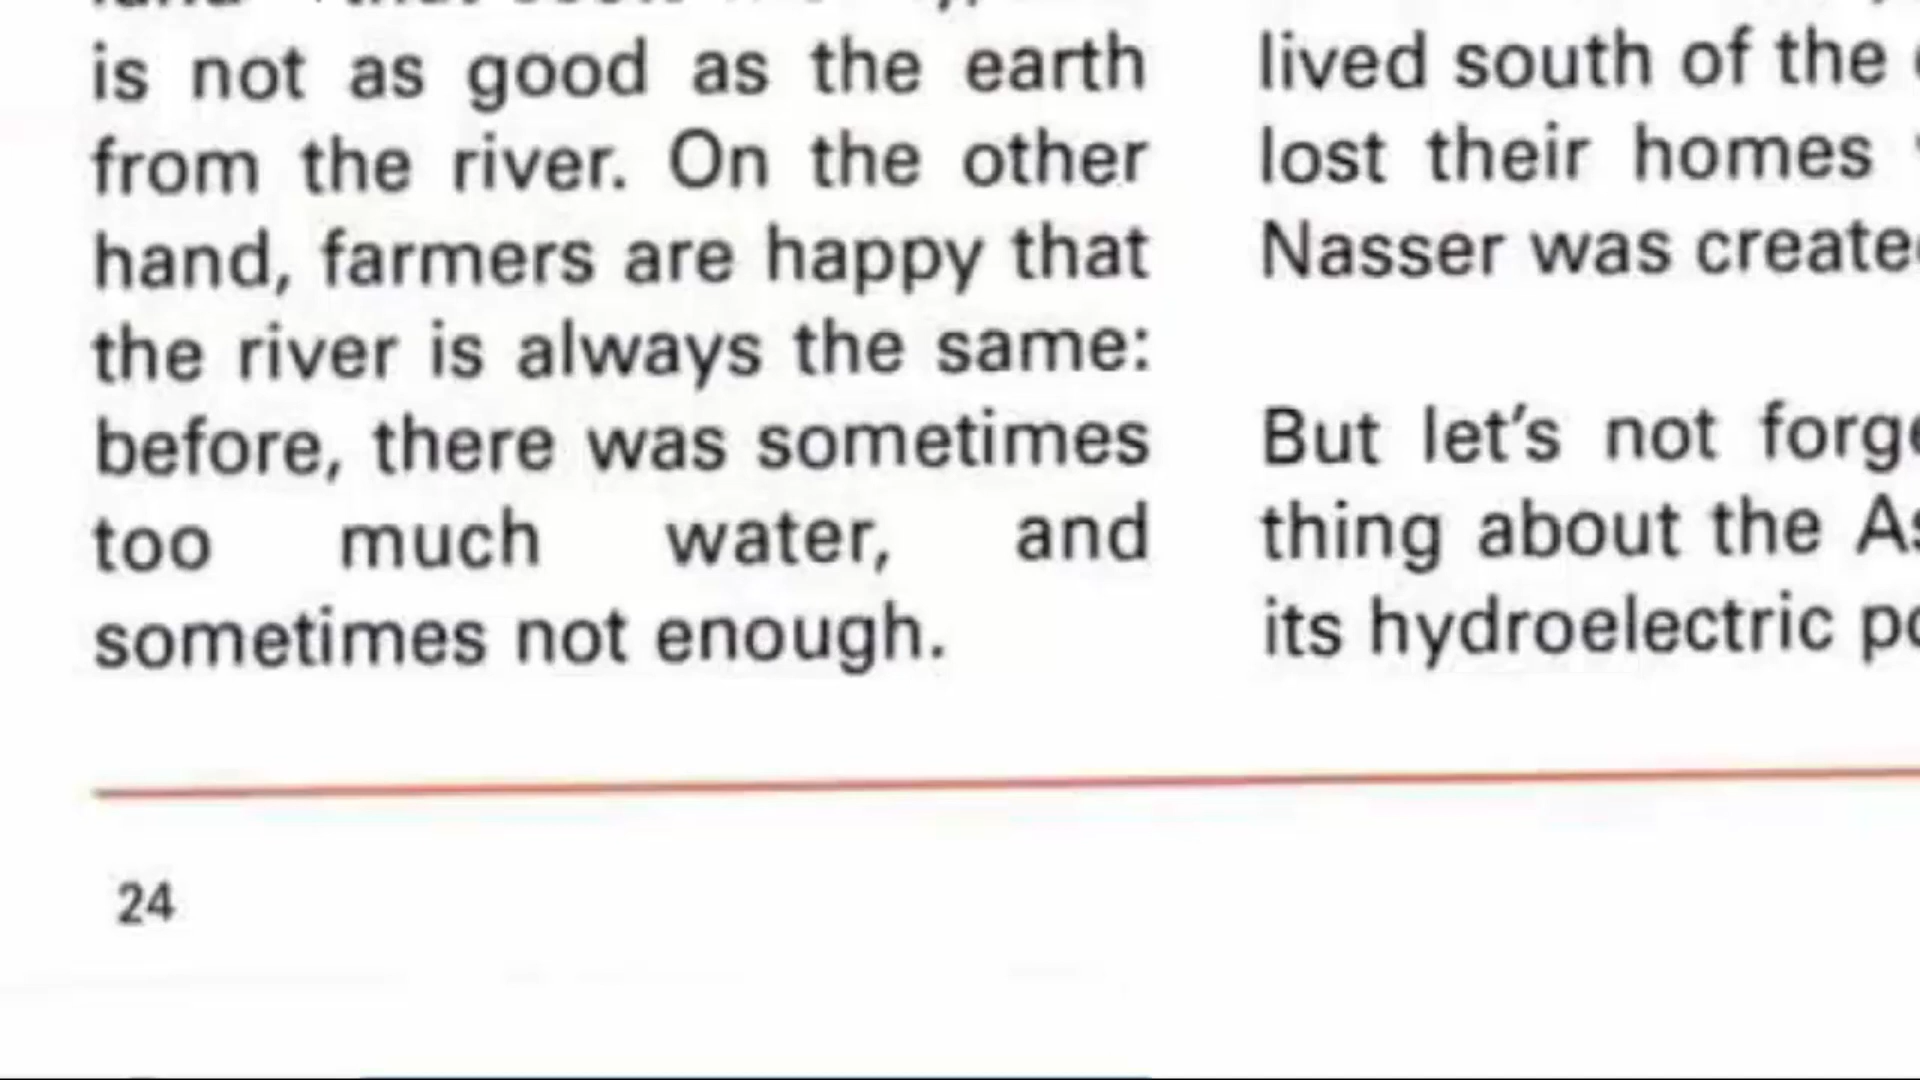 is not as good as the earth
from the river. On the other
hand, farmers are happy that
the river is always the same:
before, there was sometimes
too much water, and
sometimes not enough.
lived south of the
lost their homes
Nasser was
But let's not
thing about the
its hydroelectric
24